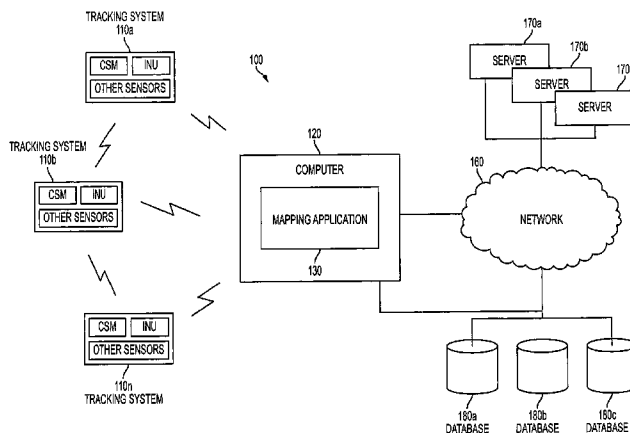 TRACKING SYSTEM
110a
CSM INU
OTHER SENSORS
TRACKING SYSTEM
110b
CSM INU
OTHER SENSORS
CSM INU
OTHER SENSORS
110n
TRACKING SYSTEM
100
120
COMPUTER
MAPPING APPLICATION
130
170a
SERVER
170b
SERVER
170
SERVER
160
NETWORK
180a
DATABASE
180b
DATABASE
180c
DATABASE